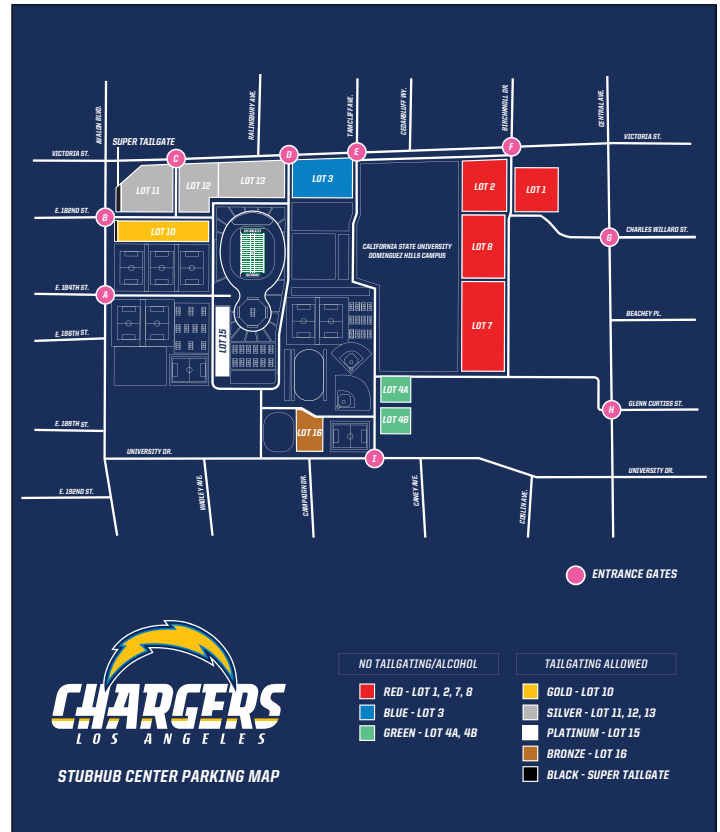 AVALON BLVD.
RALINSBURY AVE.
TAMCLIFF AVE.
CEDARBLUFF WY.
BIRCHKNOLL DR.
CENTRAL AVE.
SUPER TAILGATE
VICTORIA ST.
VICTORIA ST.
C
D
E
F
LOT 11
LOT 12
LOT 13
LOT 3
LOT 2
LOT 1
E. 182ND ST.
B
LOT 10
CALIFORNIA STATE UNIVERSITY
DOMINGUEZ HILLS CAMPUS
LOT 8
G
CHARLES WILLARD ST.
E. 184TH ST.
A
E. 186TH ST.
LOT 15
LOT 7
BEACHEY PL.
LOT 4A
LOT 4B
H
GLENN CURTISS ST.
E. 189TH ST.
LOT 16
UNIVERSITY DR.
I
UNIVERSITY DR.
E. 192ND ST.
WADLEY AVE.
CAMPAIGN DR.
CANEY AVE.
COBLIN AVE.
ENTRANCE GATES
CHARGERS
LOS ANGELES
STUBHUB CENTER PARKING MAP
NO TAILGATING/ALCOHOL
RED - LOT 1, 2, 7, 8
BLUE - LOT 3
GREEN - LOT 4A, 4B
TAILGATING ALLOWED
GOLD - LOT 10
SILVER - LOT 11, 12, 13
PLATINUM - LOT 15
BRONZE - LOT 16
BLACK - SUPER TAILGATE